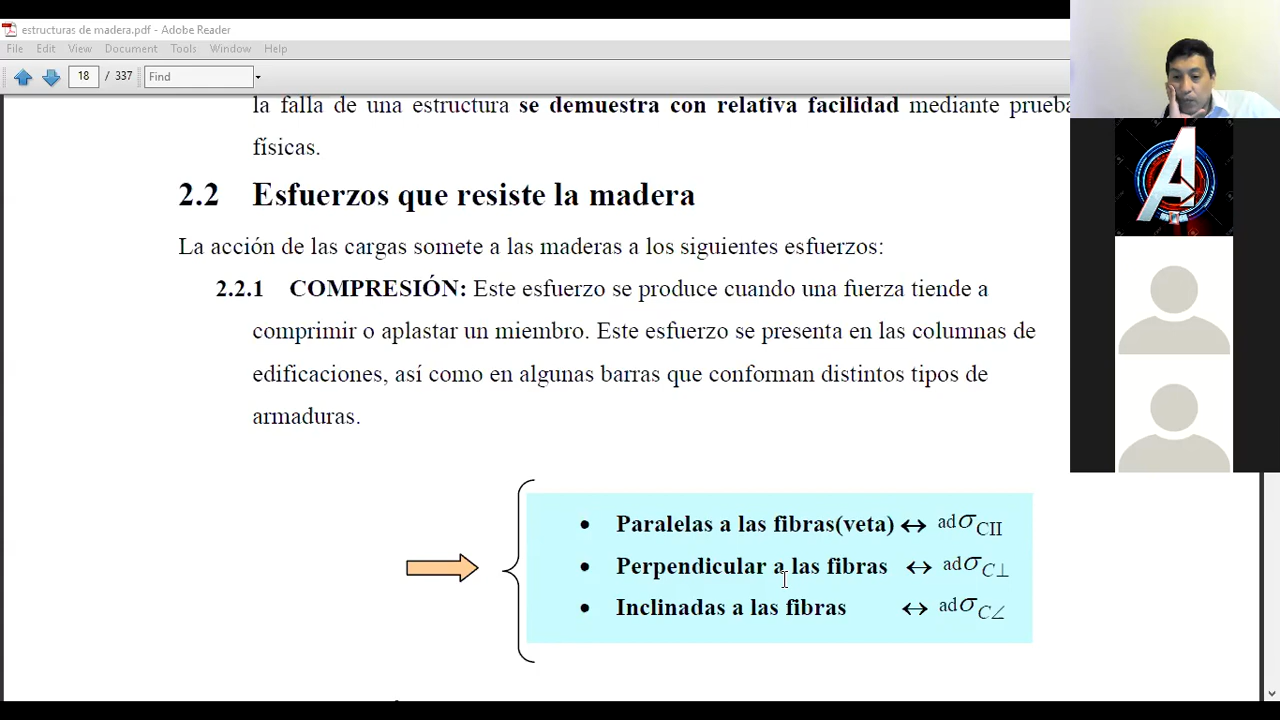 estructuras de madera.pdf - Adobe Reader
File Edit View Document Tools Window Help
18 / 337 Find
la falla de una estructura se demuestra con relativa facilidad mediante prueba
físicas.
2.2 Esfuerzos que resiste la madera
La acción de las cargas somete a las maderas a los siguientes esfuerzos:
2.2.1 COMPRESIÓN: Este esfuerzo se produce cuando una fuerza tiende a
comprimir o aplastar un miembro. Este esfuerzo se presenta en las columnas de
edificaciones, así como en algunas barras que conforman distintos tipos de
armaduras.
• Paralelas a las fibras(veta) ↔ adσCII
• Perpendicular a las fibras ↔ adσC⊥
• Inclinadas a las fibras ↔ adσC∠
A